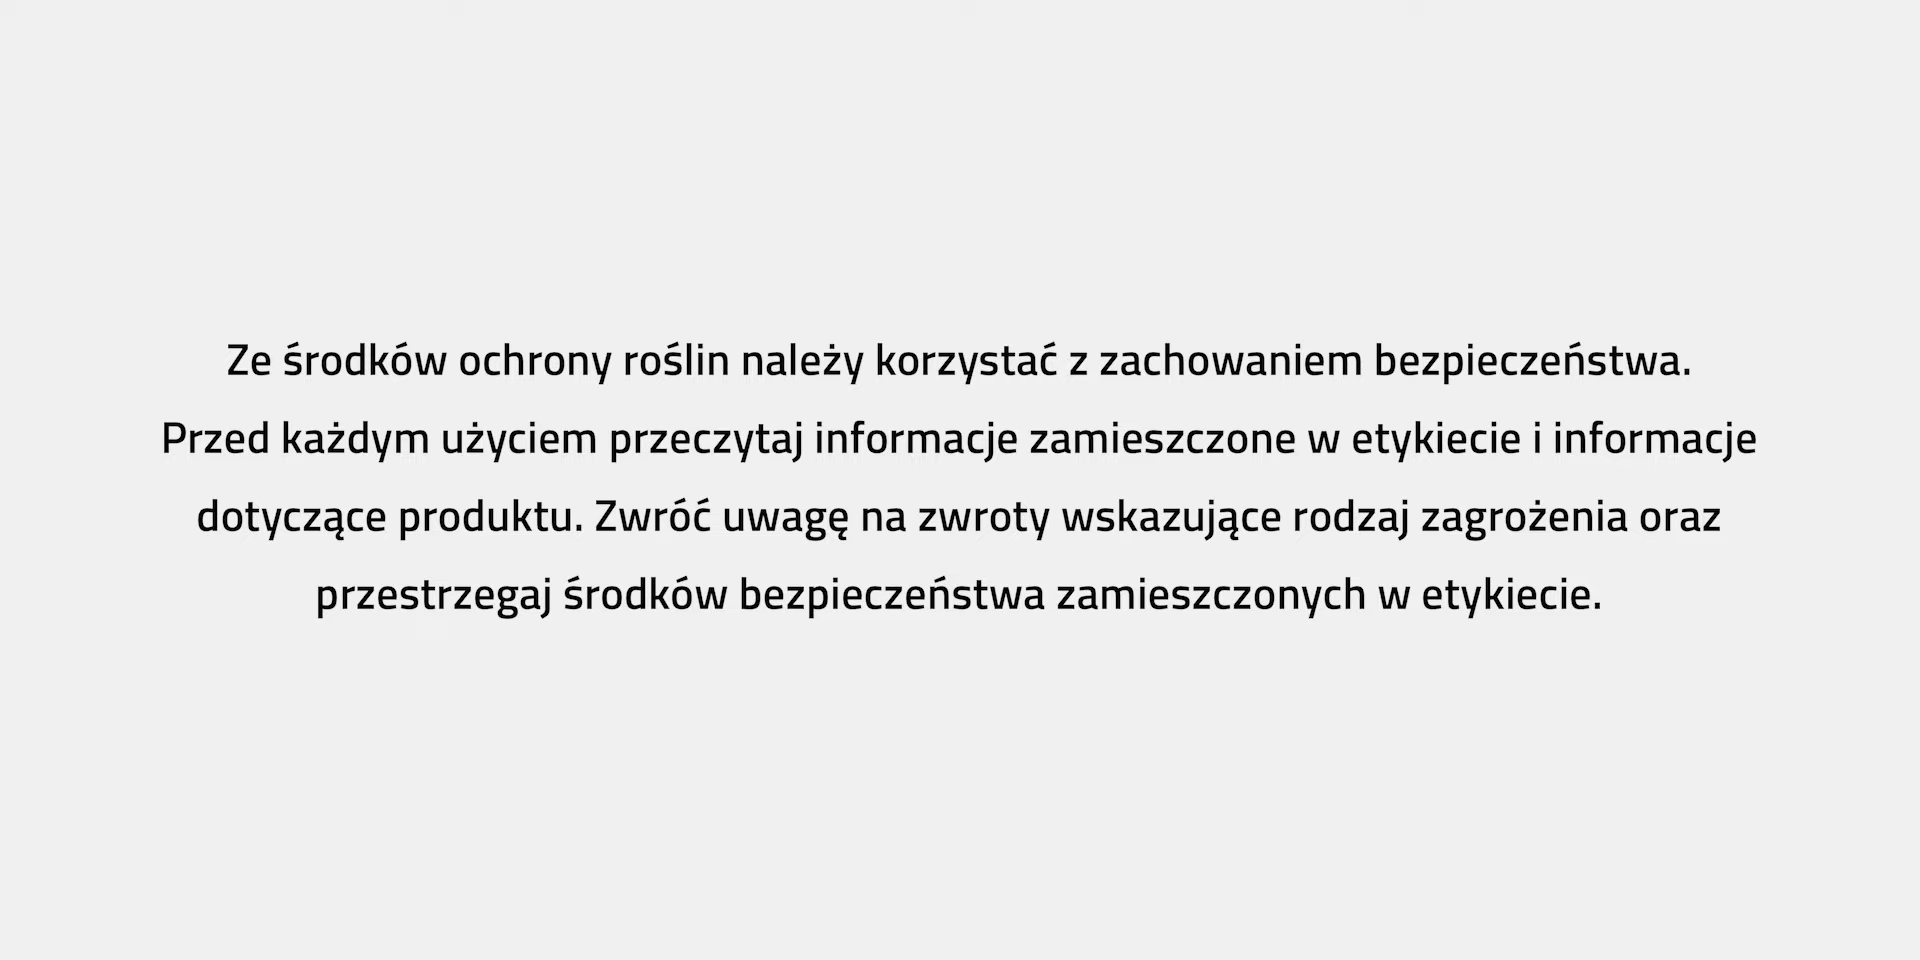 Ze środków ochrony roślin należy korzystać z zachowaniem bezpieczeństwa.
Przed każdym użyciem przeczytaj informacje zamieszczone w etykiecie i informacje
dotyczące produktu. Zwróć uwagę na zwroty wskazujące rodzaj zagrożenia oraz
przestrzegaj środków bezpieczeństwa zamieszczonych w etykiecie.